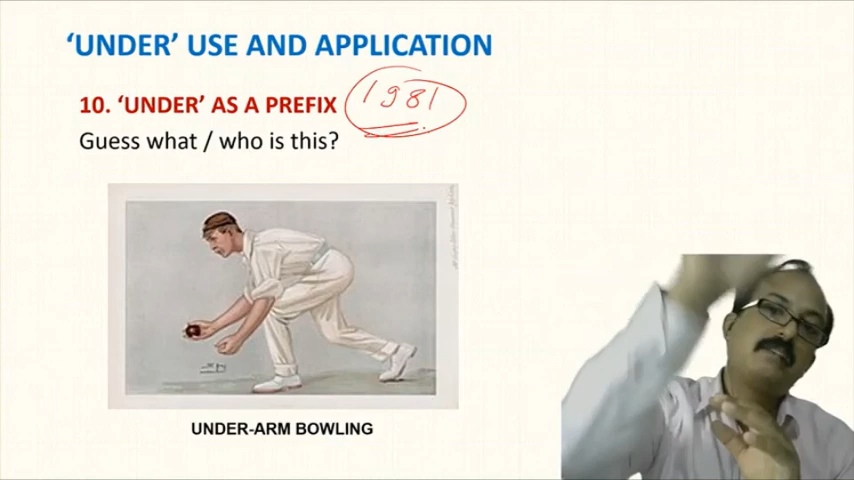 ‘UNDER’ USE AND APPLICATION
10. ‘UNDER’ AS A PREFIX 1981
Guess what / who is this?
UNDER-ARM BOWLING